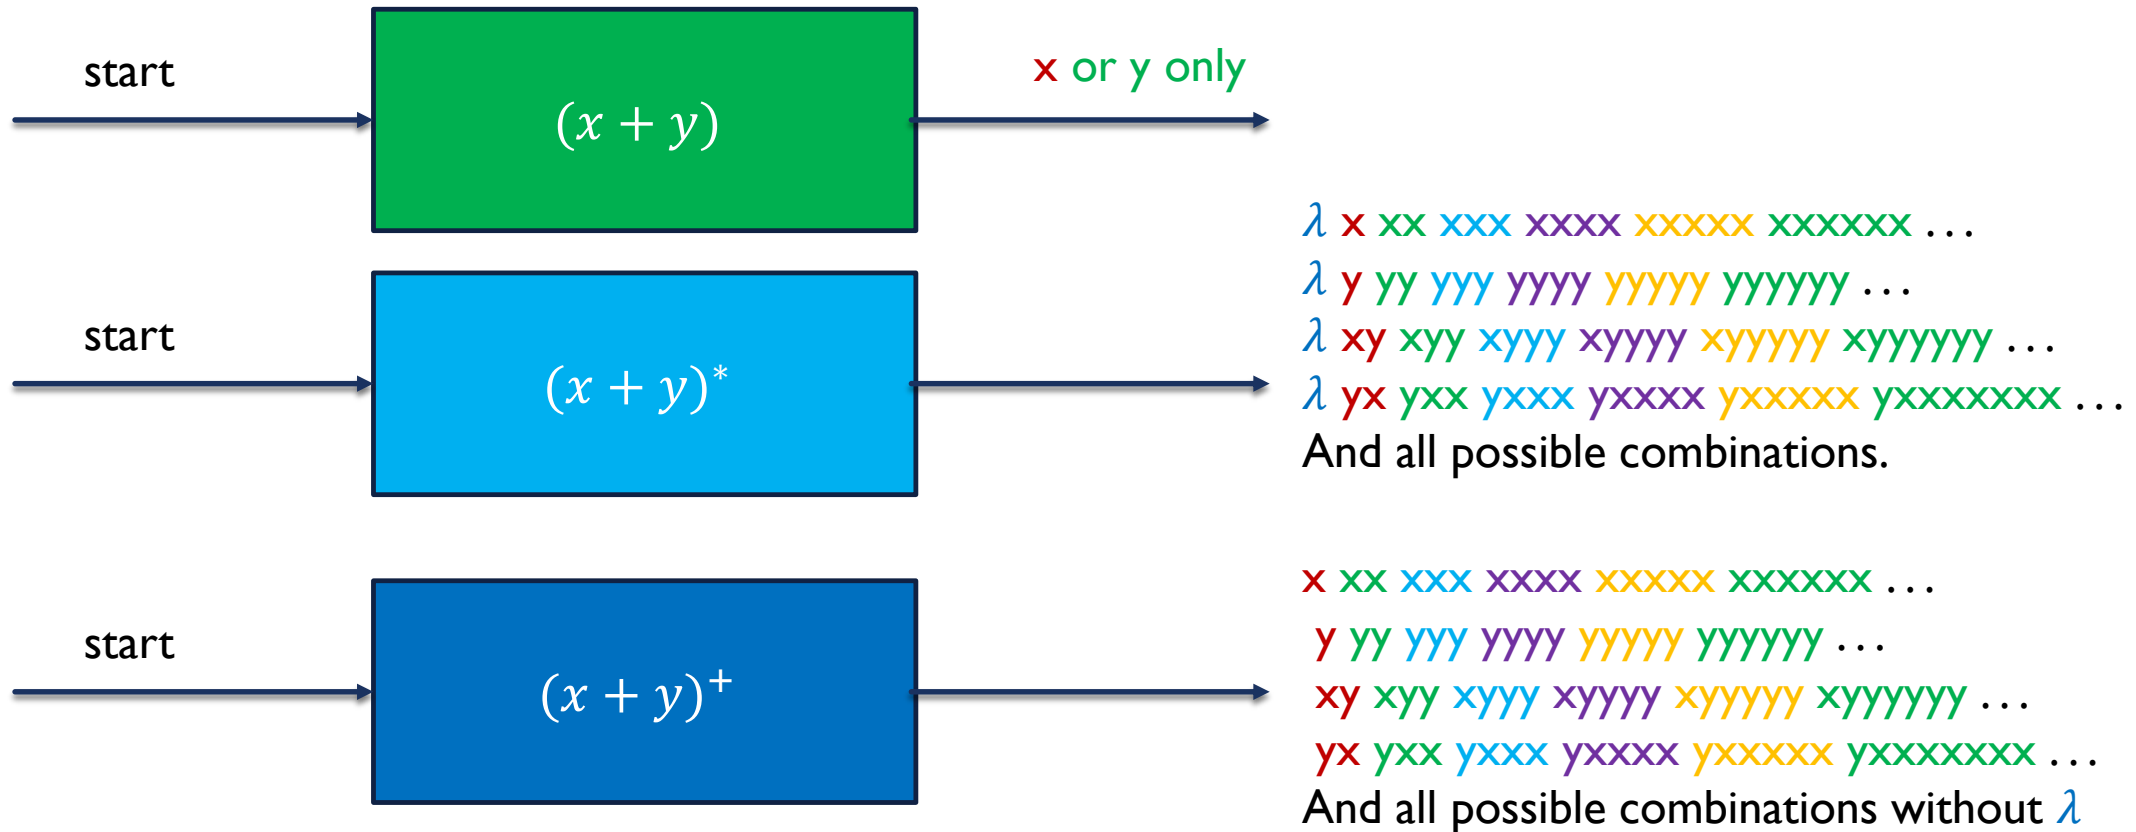 start
(x + y)
x or y only
start
(x + y)*
λ x xx xxx xxxx xxxxx xxxxxx ...
λ y yy yyy yyyy yyyyy yyyyyy ...
λ xy xyy xyyy xyyyy xyyyyy xyyyyyy ...
λ yx yxx yxxx yxxxx yxxxxx yxxxxxxx ...
And all possible combinations.
start
(x + y)⁺
x xx xxx xxxx xxxxx xxxxxx ...
y yy yyy yyyy yyyyy yyyyyy ...
xy xyy xyyy xyyyy xyyyyy xyyyyyy ...
yx yxx yxxx yxxxx yxxxxx yxxxxxxx ...
And all possible combinations without λ